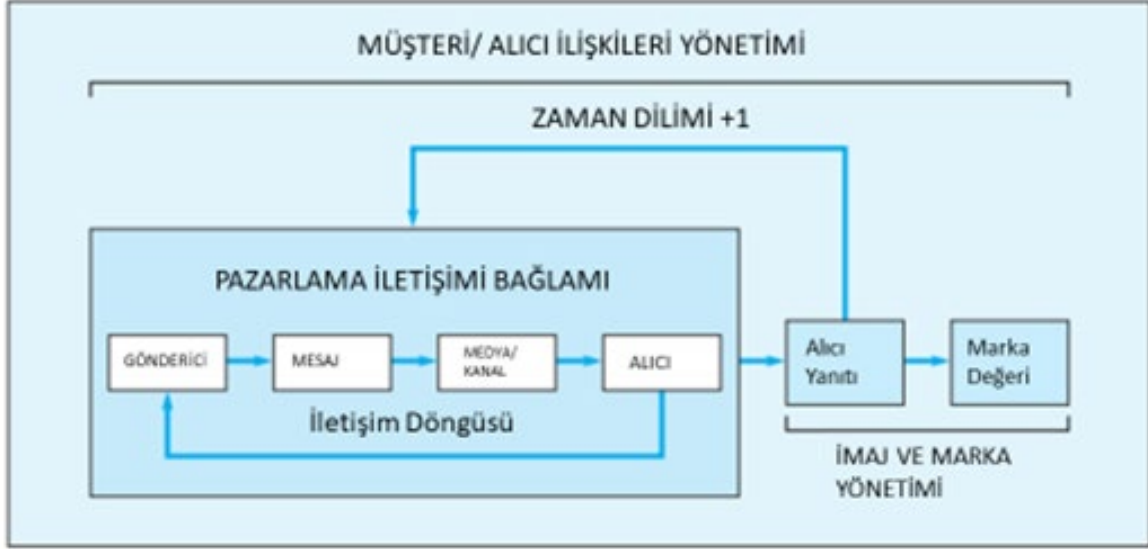 MÜŞTERİ/ ALICI İLİŞKİLERİ YÖNETİMİ
ZAMAN DİLİMİ +1
PAZARLAMA İLETİŞİMİ BAĞLAMI
GÖNDERİCİ
MESAJ
MEDYA/
KANAL
ALICI
Alıcı
Yanıtı
Marka
Değeri
İletişim Döngüsü
İMAJ VE MARKA
YÖNETİMİ